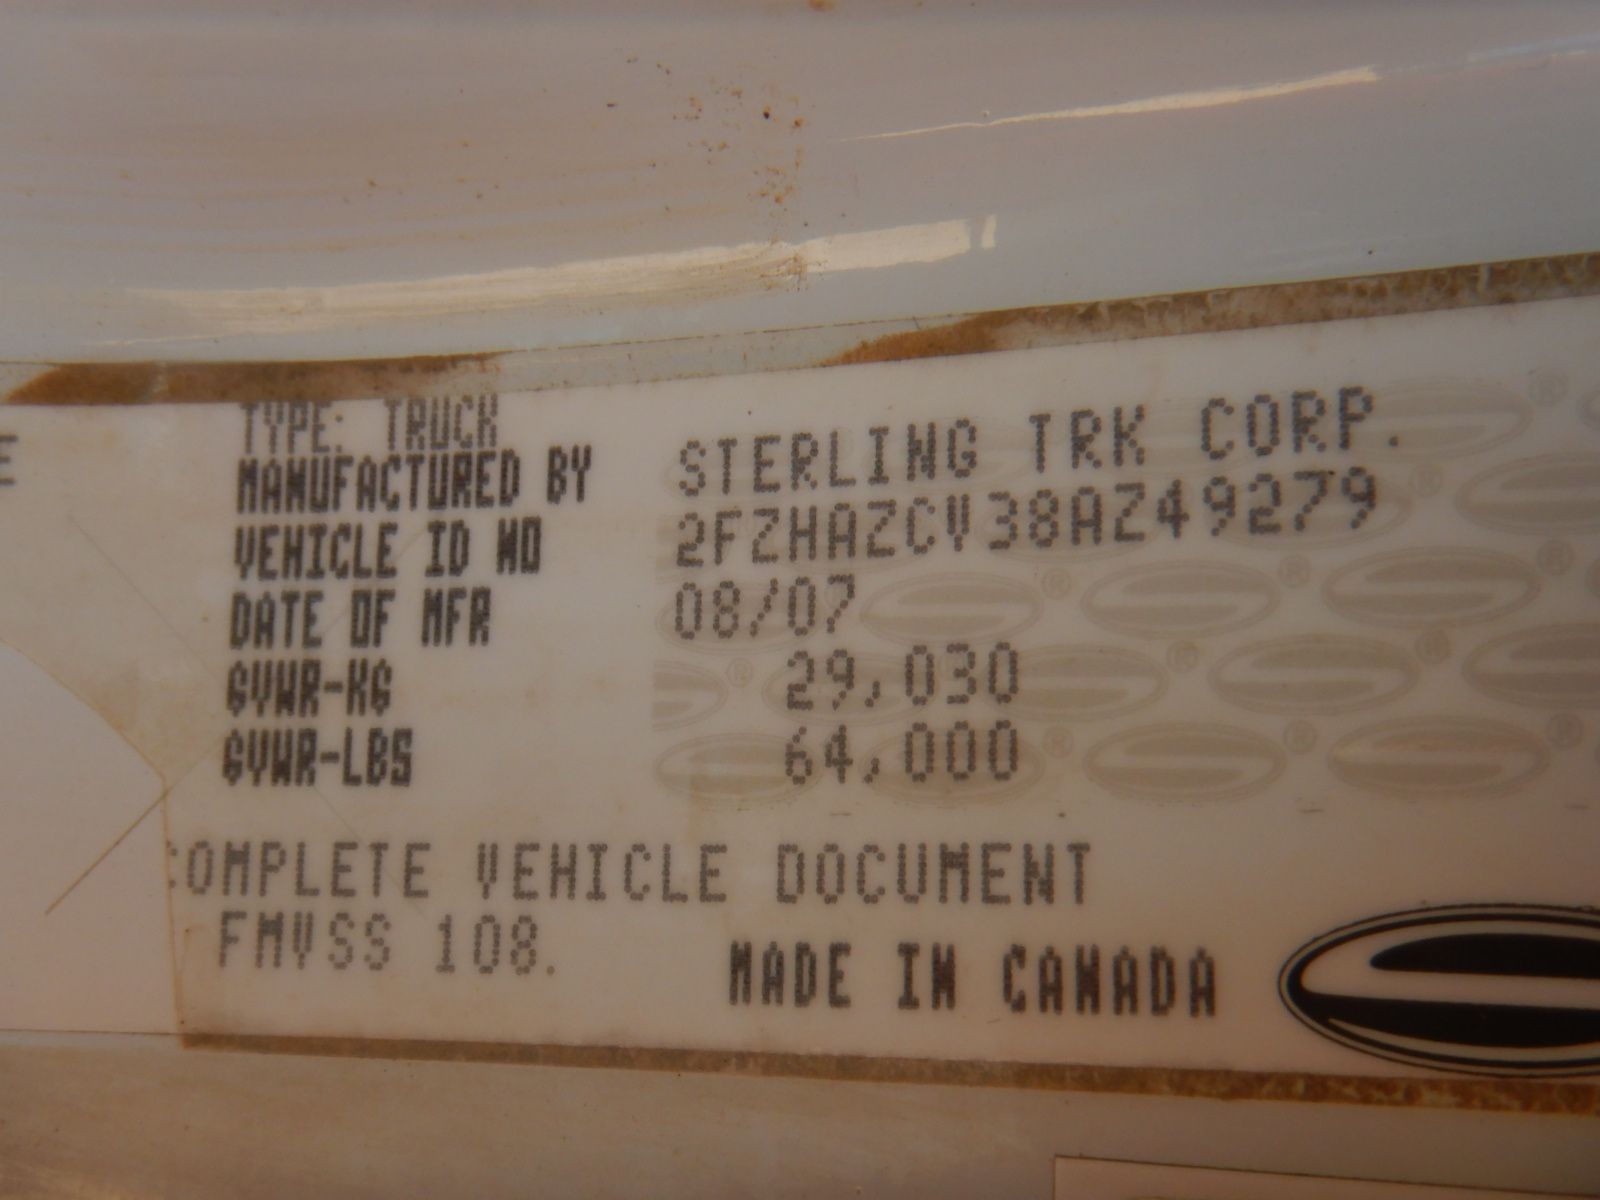 E
TYPE: TRUCK
MANUFACTURED BY STERLING TRK CORP.
VEHICLE ID NO 2FZHAZCV38AZ49279
DATE OF MFR 08/07
GVWR-KG 29,030
GVWR-LBS 64,000
COMPLETE VEHICLE DOCUMENT
FMVSS 108.
MADE IN CANADA